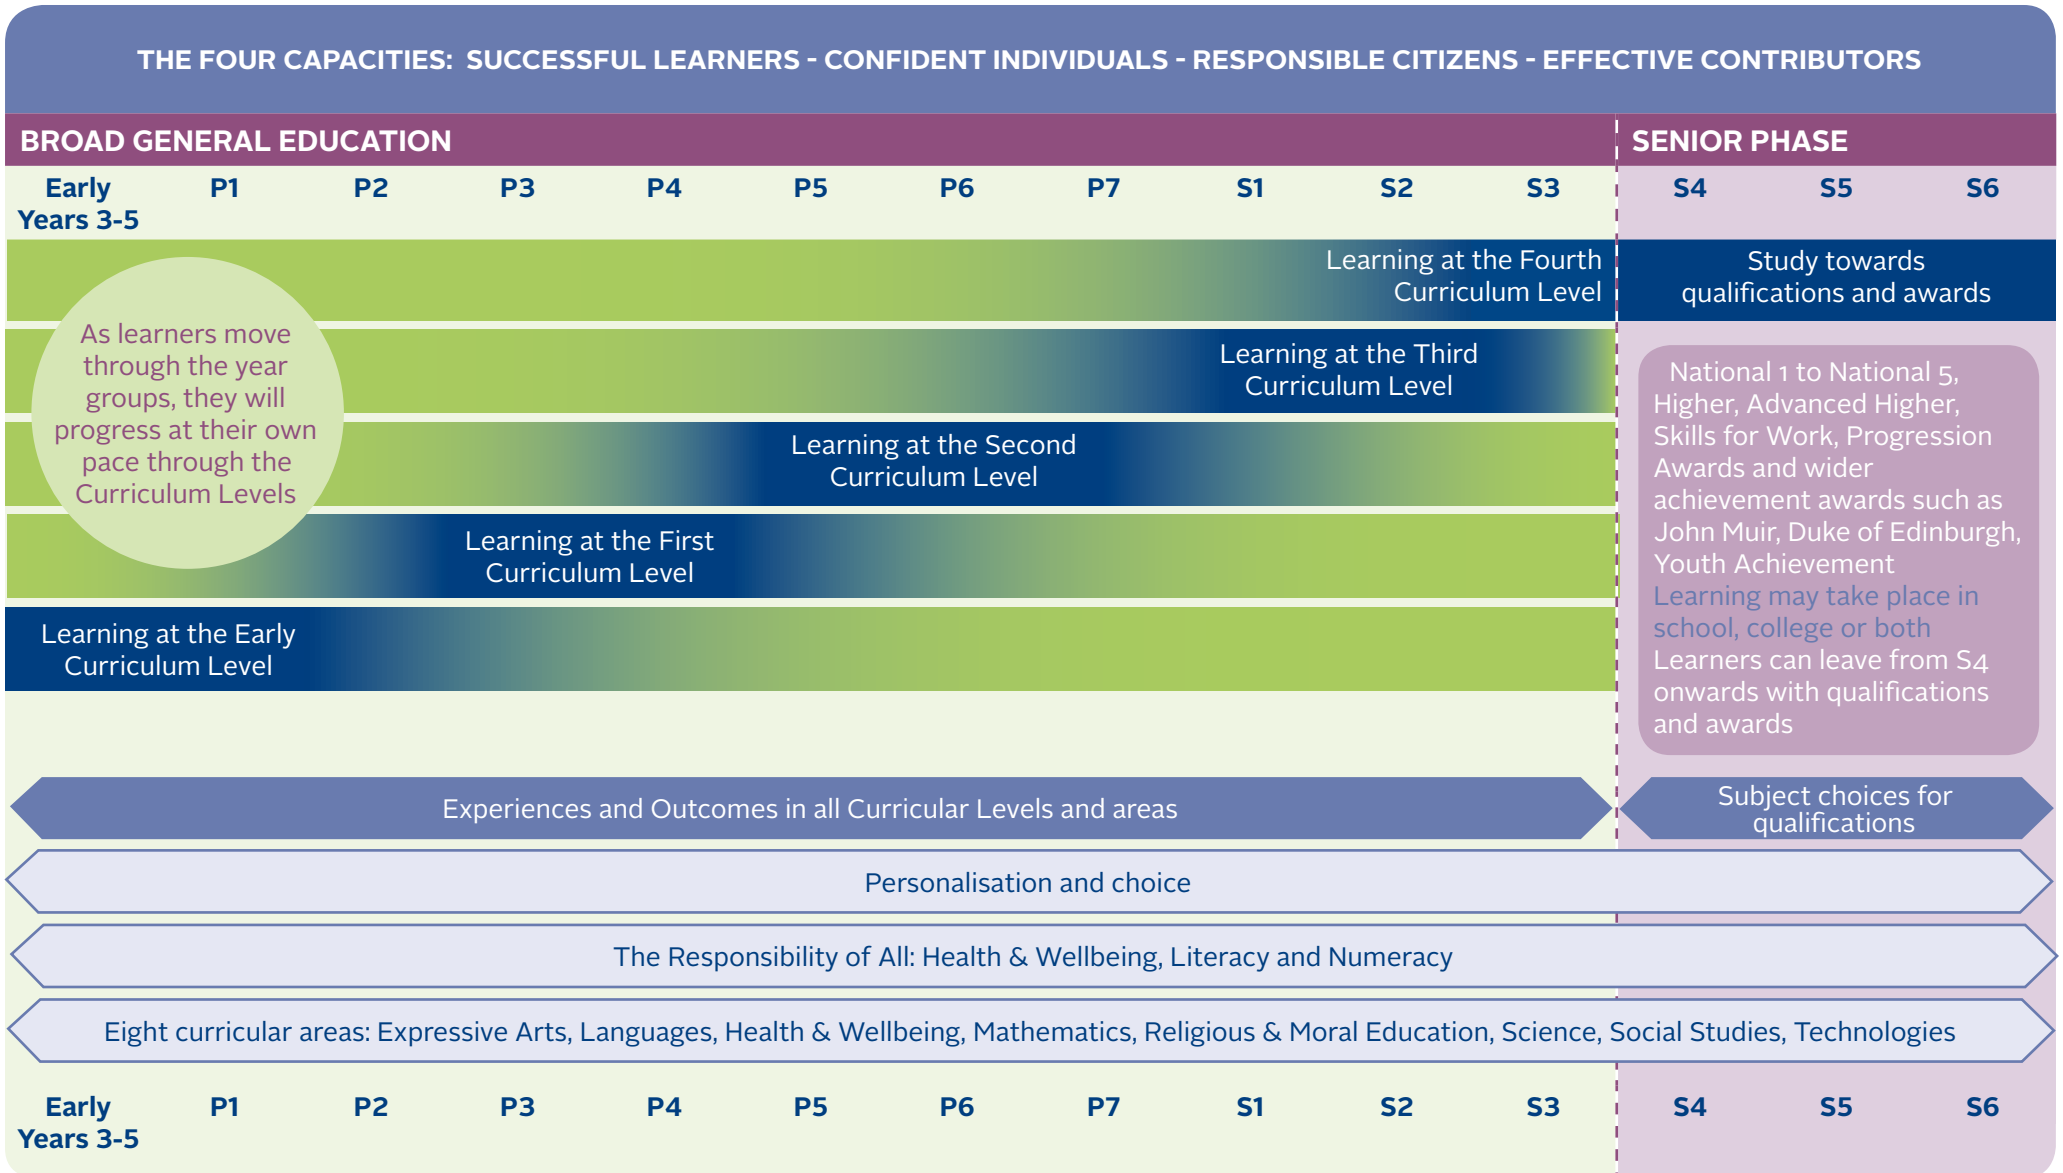 THE FOUR CAPACITIES: SUCCESSFUL LEARNERS - CONFIDENT INDIVIDUALS - RESPONSIBLE CITIZENS - EFFECTIVE CONTRIBUTORS
BROAD GENERAL EDUCATION
SENIOR PHASE
Early
Years 3-5
P1
P2
P3
P4
P5
P6
P7
S1
S2
S3
S4
S5
S6
Learning at the Fourth
Curriculum Level
Study towards
qualifications and awards
As learners move
through the year
groups, they will
progress at their own
pace through the
Curriculum Levels
Learning at the Third
Curriculum Level
Learning at the Second
Curriculum Level
Learning at the First
Curriculum Level
Learning at the Early
Curriculum Level
National 1 to National 5,
Higher, Advanced Higher,
Skills for Work, Progression
Awards and wider
achievement awards such as
John Muir, Duke of Edinburgh,
Youth Achievement
Learning may take place in
school, college or both
Learners can leave from S4
onwards with qualifications
and awards
Experiences and Outcomes in all Curricular Levels and areas
Subject choices for
qualifications
Personalisation and choice
The Responsibility of All: Health & Wellbeing, Literacy and Numeracy
Eight curricular areas: Expressive Arts, Languages, Health & Wellbeing, Mathematics, Religious & Moral Education, Science, Social Studies, Technologies
Early
Years 3-5
P1
P2
P3
P4
P5
P6
P7
S1
S2
S3
S4
S5
S6